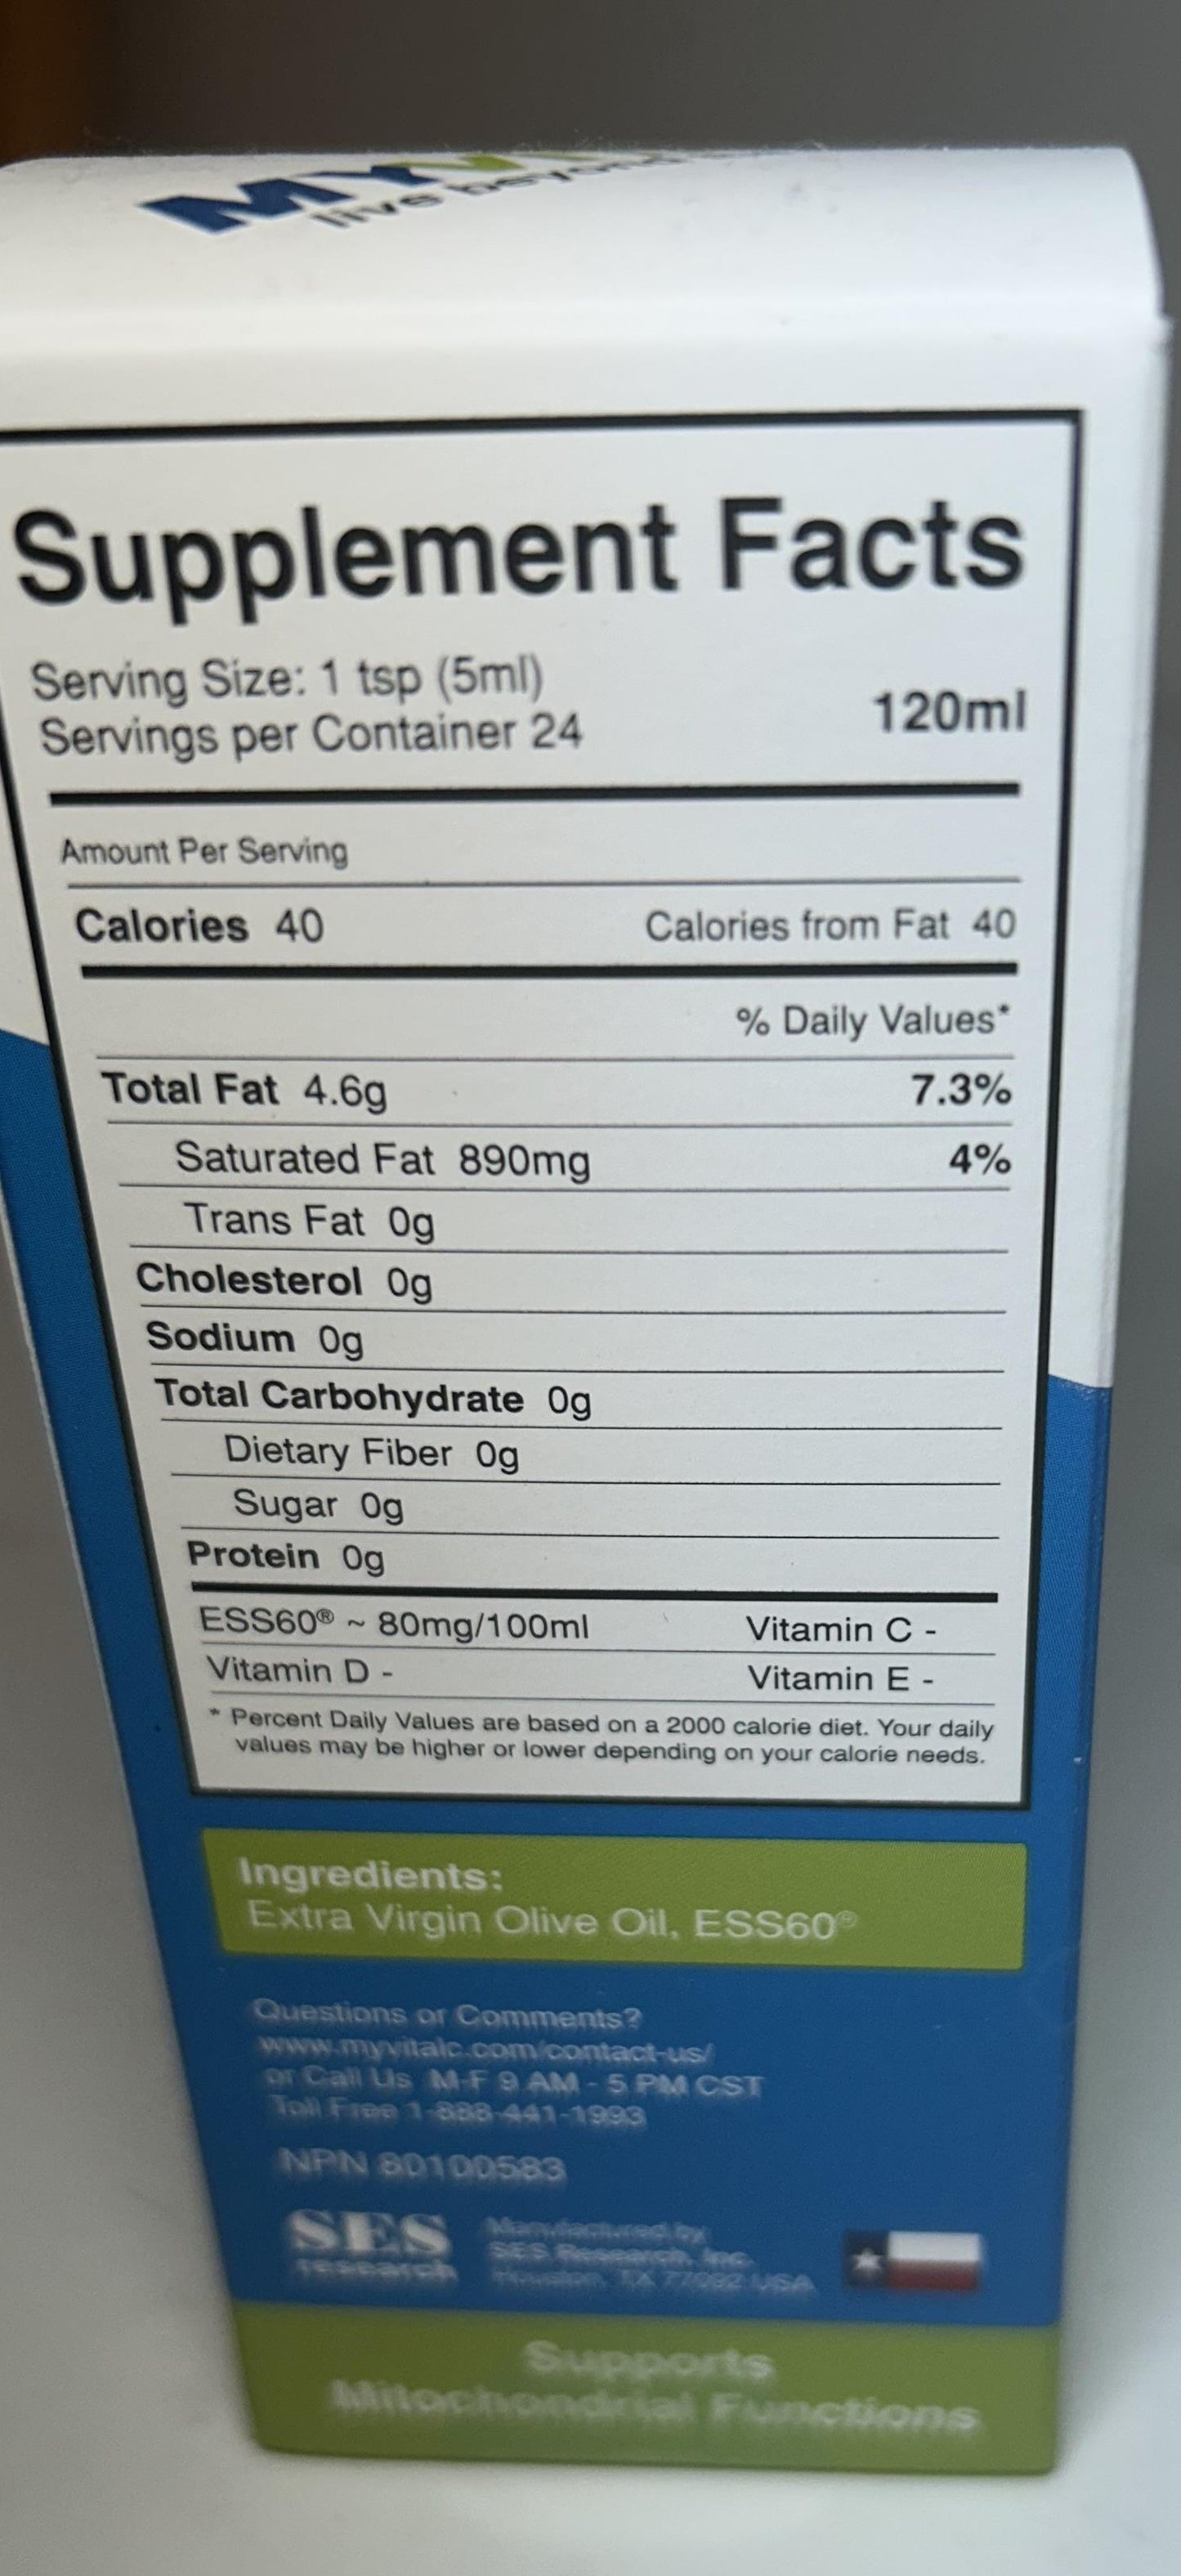 MYVI
live beyond
Supplement Facts
Serving Size: 1 tsp (5ml)
Servings per Container 24
120ml
Amount Per Serving
Calories 40 Calories from Fat 40
% Daily Values*
Total Fat 4.6g 7.3%
Saturated Fat 890mg 4%
Trans Fat 0g
Cholesterol 0g
Sodium 0g
Total Carbohydrate 0g
Dietary Fiber 0g
Sugar 0g
Protein 0g
ESS60® ~ 80mg/100ml Vitamin C -
Vitamin D - Vitamin E -
* Percent Daily Values are based on a 2000 calorie diet. Your daily
values may be higher or lower depending on your calorie needs.
Ingredients:
Extra Virgin Olive Oil, ESS60®
Questions or Comments?
www.myvitalc.com/contact-us/
or Call Us M-F 9 AM - 5 PM CST
Toll Free 1-888-441-1993
NPN 80100583
SES
research
Manufactured by
SES Research, Inc.
Houston, TX 77092 USA
Supports
Mitochondrial Functions